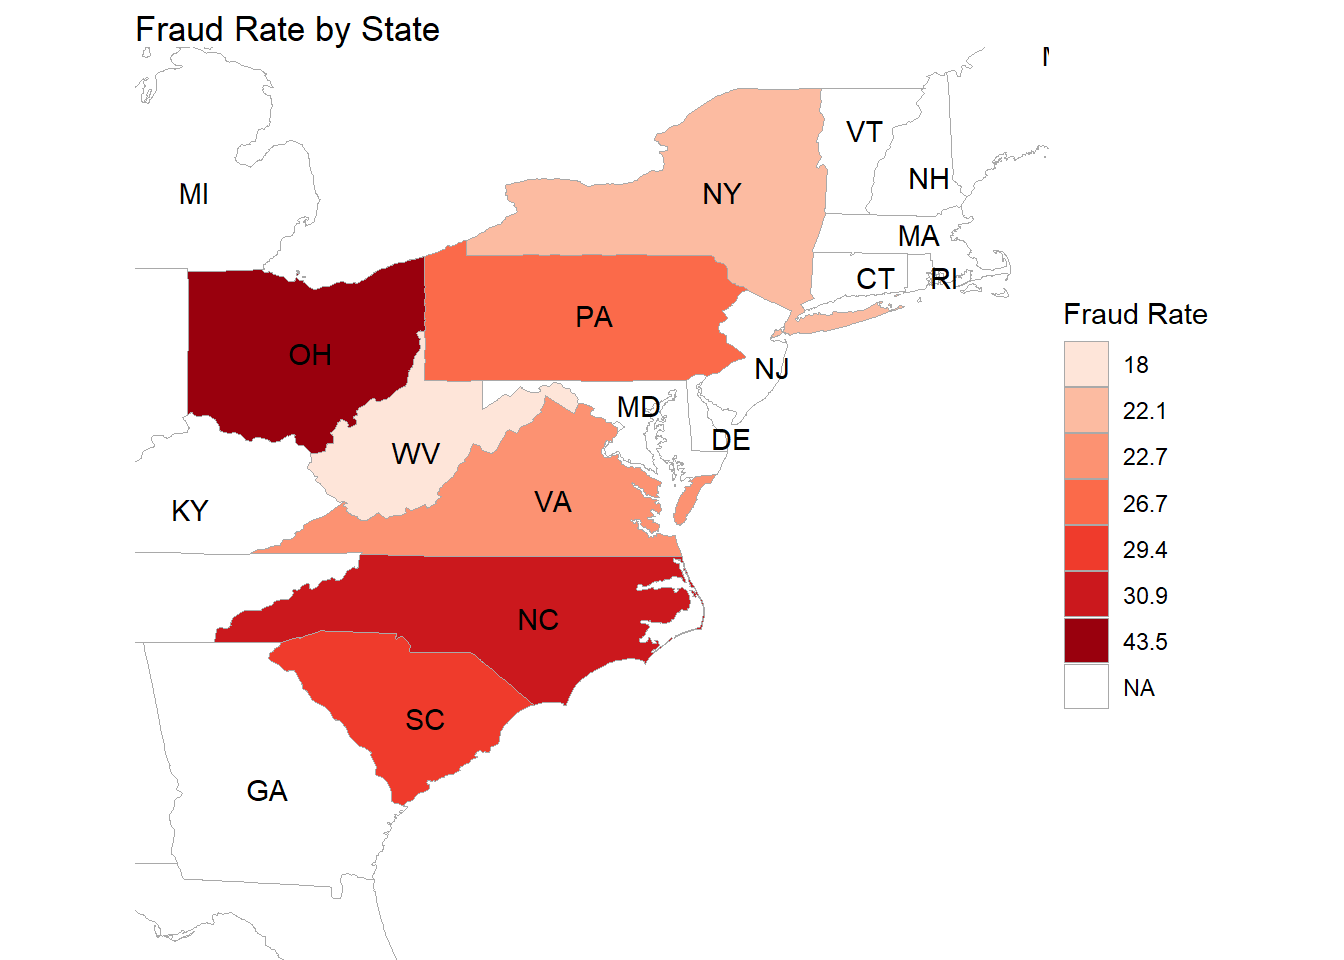 Fraud Rate by State
VT
NH
MI
NY
MA
CT
RI
PA
OH
NJ
MD
DE
WV
VA
KY
NC
SC
GA
Fraud Rate
18
22.1
22.7
26.7
29.4
30.9
43.5
NA